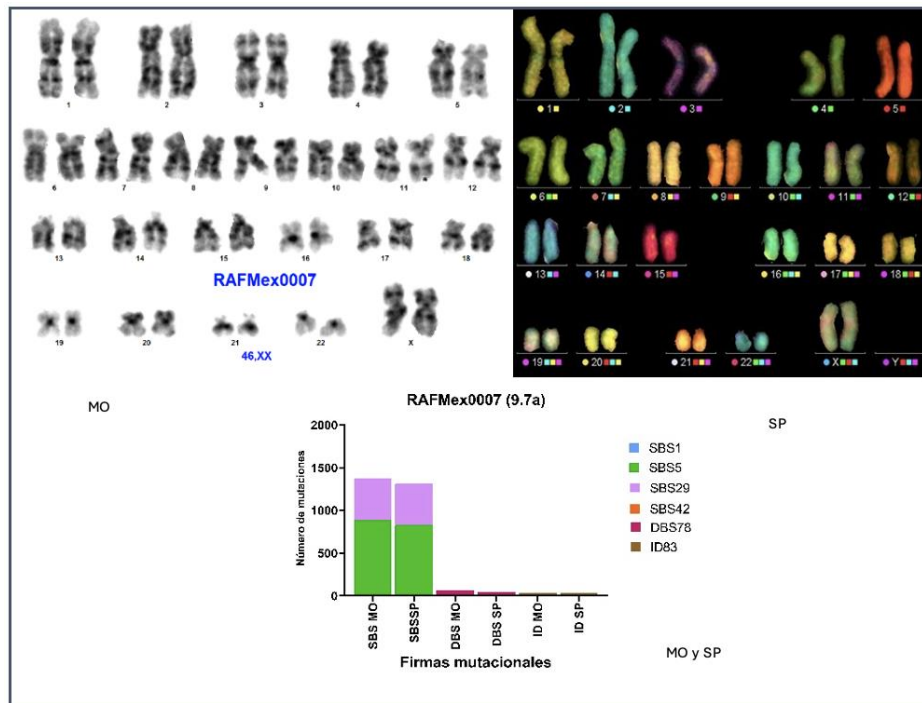 1 2 3 4 5
6 7 8 9 10 11 12
13 14 15 16 17 18
RAFMex0007
19 20 21 22 X
46,XX
1 2 3 4 5
6 7 8 9 10 11 12
13 14 15 16 17 18
19 20 21 22 X Y
MO
SP
RAFMex0007 (9.7a)
Número de mutaciones
2000
1500
1000
500
0
SBS MO
SBSSP
DBS MO
DBS SP
ID MO
ID SP
Firmas mutacionales
SBS1
SBS5
SBS29
SBS42
DBS78
ID83
MO y SP